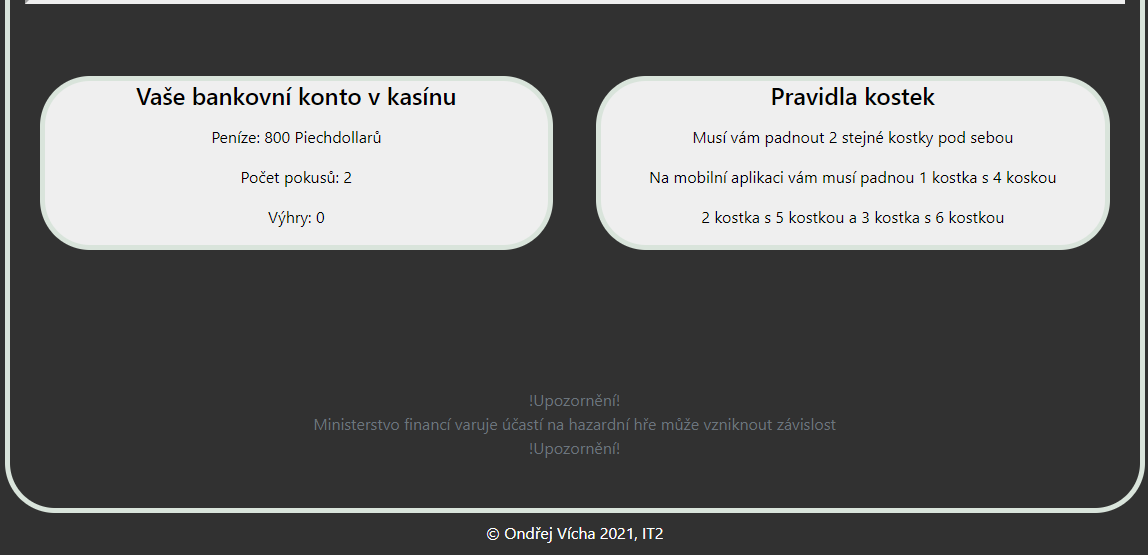 Vaše bankovní konto v kasínu
Peníze: 800 Piechdollarů
Počet pokusů: 2
Výhry: 0
Pravidla kostek
Musí vám padnout 2 stejné kostky pod sebou
Na mobilní aplikaci vám musí padnou 1 kostka s 4 koskou
2 kostka s 5 kostkou a 3 kostka s 6 kostkou
!Upozornění!
Ministerstvo financí varuje účastí na hazardní hře může vzniknout závislost
!Upozornění!
© Ondřej Vícha 2021, IT2